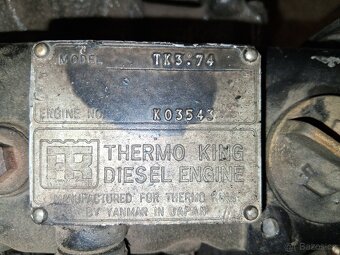 MODEL TK3.74
ENGINE NO. K03543
THERMO KING
DIESEL ENGINE
MANUFACTURED FOR THERMO KING
BY YANMAR IN JAPAN